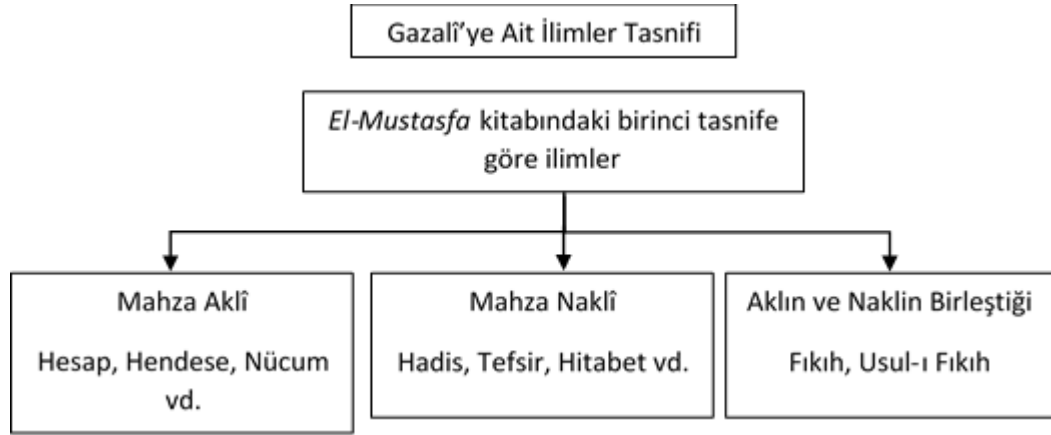 Gazalî’ye Ait İlimler Tasnifi
El-Mustasfa kitabındaki birinci tasnife
göre ilimler
Mahza Aklî
Hesap, Hendese, Nücum
vd.
Mahza Naklî
Hadis, Tefsir, Hitabet vd.
Aklın ve Naklin Birleştiği
Fıkıh, Usul-ı Fıkıh